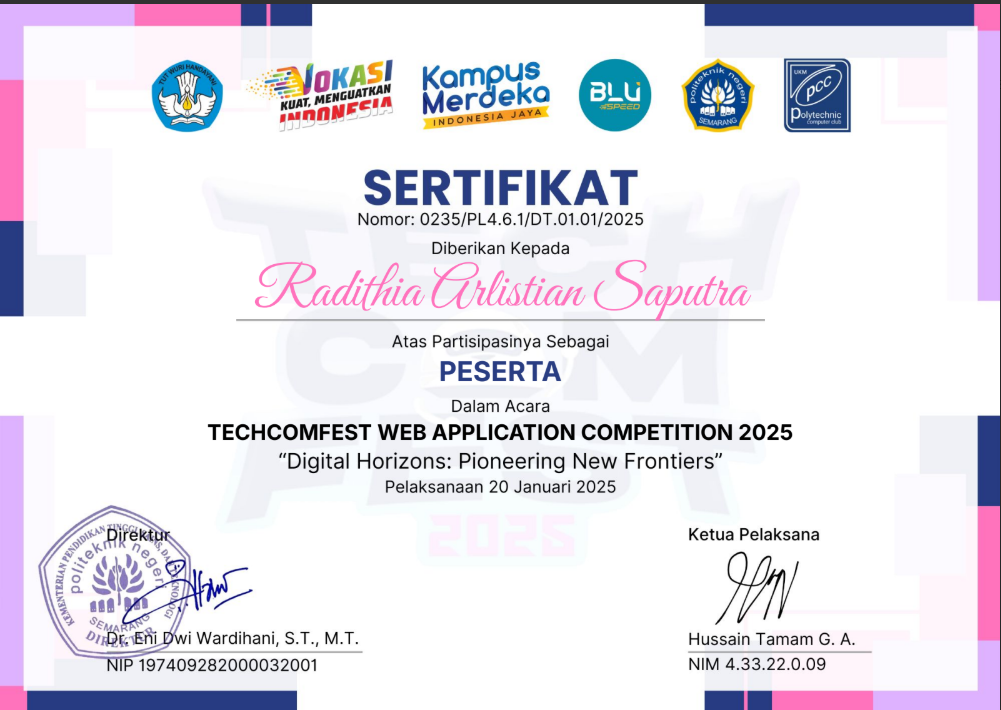 TUT WURI HANDAYANI
VOKASI
KUAT, MENGUATKAN
INDONESIA
Kampus
Merdeka
INDONESIA JAYA
BLU
SPEED
politeknik negeri
SEMARANG
UKM
PCC
Polytechnic
computer club
SERTIFIKAT
Nomor: 0235/PL4.6.1/DT.01.01/2025
Diberikan Kepada
Radithia Arlistian Saputra
Atas Partisipasinya Sebagai
PESERTA
Dalam Acara
TECHCOMFEST WEB APPLICATION COMPETITION 2025
“Digital Horizons: Pioneering New Frontiers”
Pelaksanaan 20 Januari 2025
TECH
COM
FEST
2025
Direktur
KEMENTERIAN PENDIDIKAN TINGGI
politeknik negeri
SEMARANG
DIREKTUR
Dr. Eni Dwi Wardihani, S.T., M.T.
NIP 197409282000032001
Ketua Pelaksana
Hussain Tamam G. A.
NIM 4.33.22.0.09